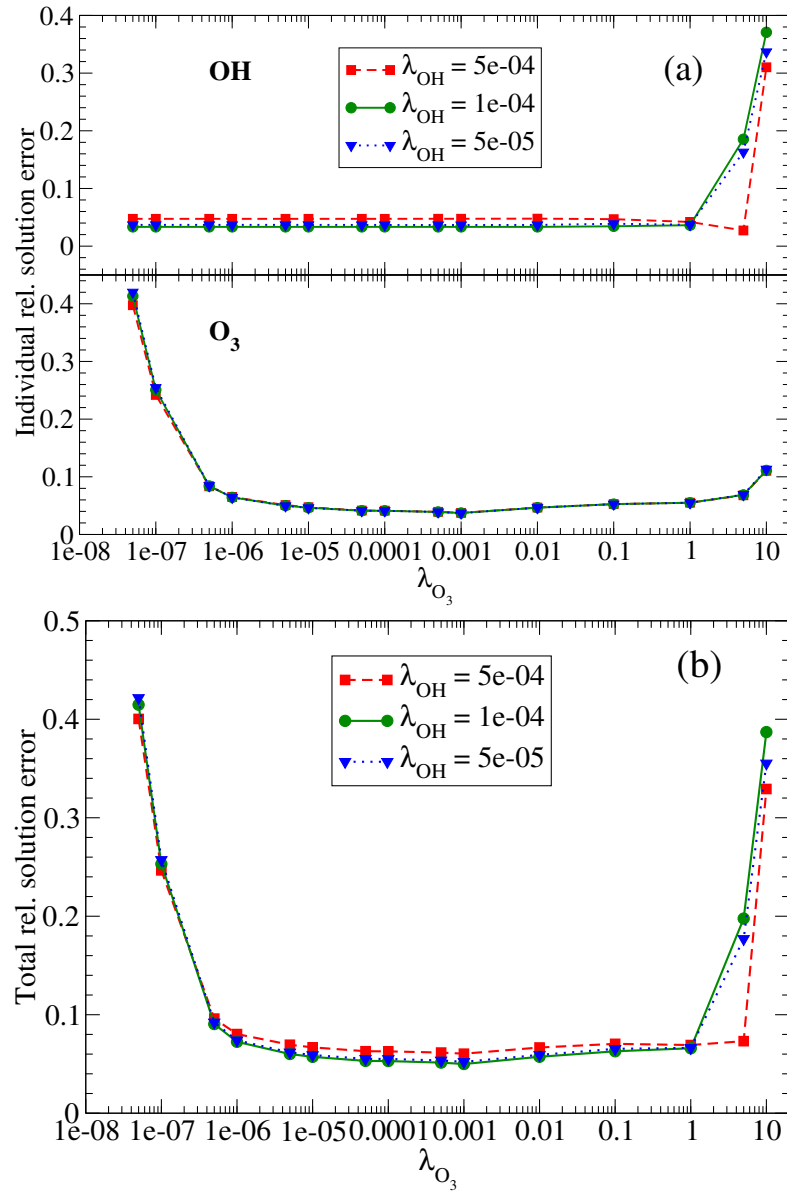 0.4
OH
(a)
λOH = 5e-04
λOH = 1e-04
λOH = 5e-05
0.3
0.2
0.1
0
Individual rel. solution error
0.4
O3
0.3
0.2
0.1
0
1e-08 1e-07 1e-06 1e-05 0.0001 0.001 0.01 0.1 1 10
λO3
0.5
(b)
λOH = 5e-04
λOH = 1e-04
λOH = 5e-05
0.4
0.3
0.2
0.1
0
Total rel. solution error
1e-08 1e-07 1e-06 1e-05 0.0001 0.001 0.01 0.1 1 10
λO3